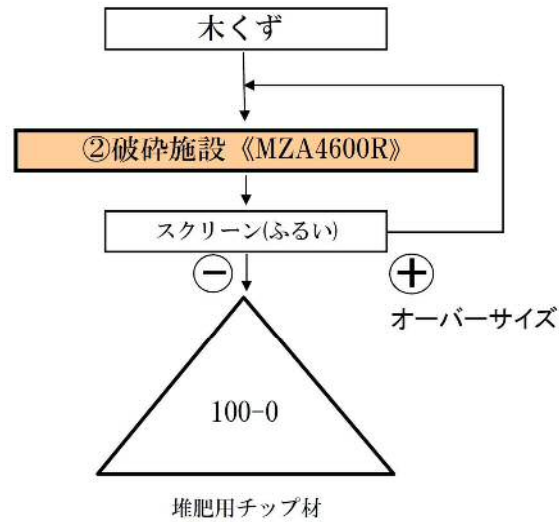 木くず
②破砕施設《MZA4600R》
スクリーン(ふるい)
− +
オーバーサイズ
100-0
堆肥用チップ材